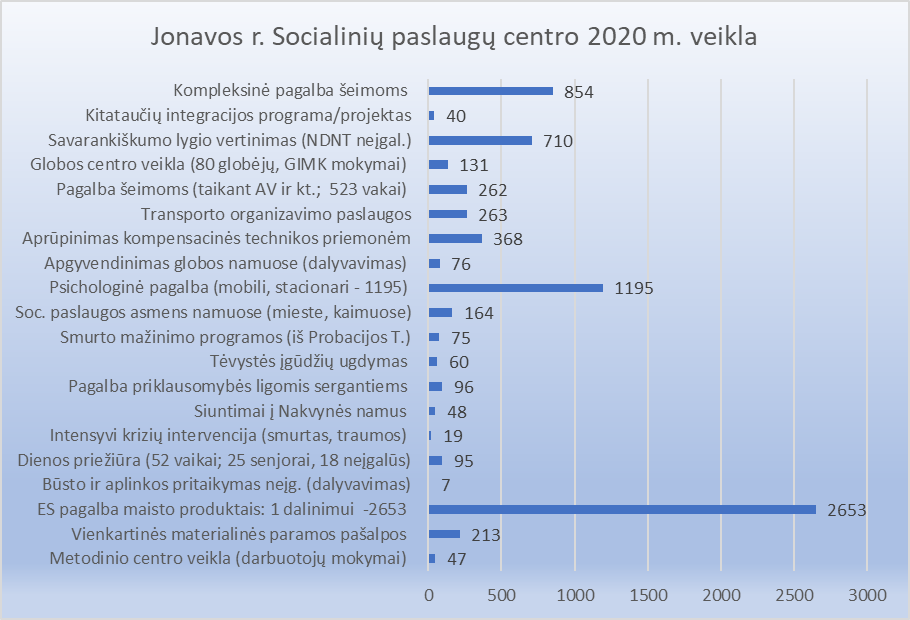 Jonavos r. Socialinių paslaugų centro 2020 m. veikla
Kompleksinė pagalba šeimoms 854
Kitataučių integracijos programa/projektas 40
Savarankiškumo lygio vertinimas (NDNT neįgal.) 710
Globos centro veikla (80 globėjų, GIMK mokymai) 131
Pagalba šeimoms (taikant AV ir kt.; 523 vakai) 262
Transporto organizavimo paslaugos 263
Aprūpinimas kompensacinės technikos priemonėm 368
Apgyvendinimas globos namuose (dalyvavimas) 76
Psichologinė pagalba (mobili, stacionari - 1195) 1195
Soc. paslaugos asmens namuose (mieste, kaimuose) 164
Smurto mažinimo programos (iš Probacijos T.) 75
Tėvystės įgūdžių ugdymas 60
Pagalba priklausomybės ligomis sergantiems 96
Siuntimai į Nakvynės namus 48
Intensyvi krizių intervencija (smurtas, traumos) 19
Dienos priežiūra (52 vaikai; 25 senjorai, 18 neįgalūs) 95
Būsto ir aplinkos pritaikymas neįg. (dalyvavimas) 7
ES pagalba maisto produktais: 1 dalinimui -2653 2653
Vienkartinės materialinės paramos pašalpos 213
Metodinio centro veikla (darbuotojų mokymai) 47
0 500 1000 1500 2000 2500 3000